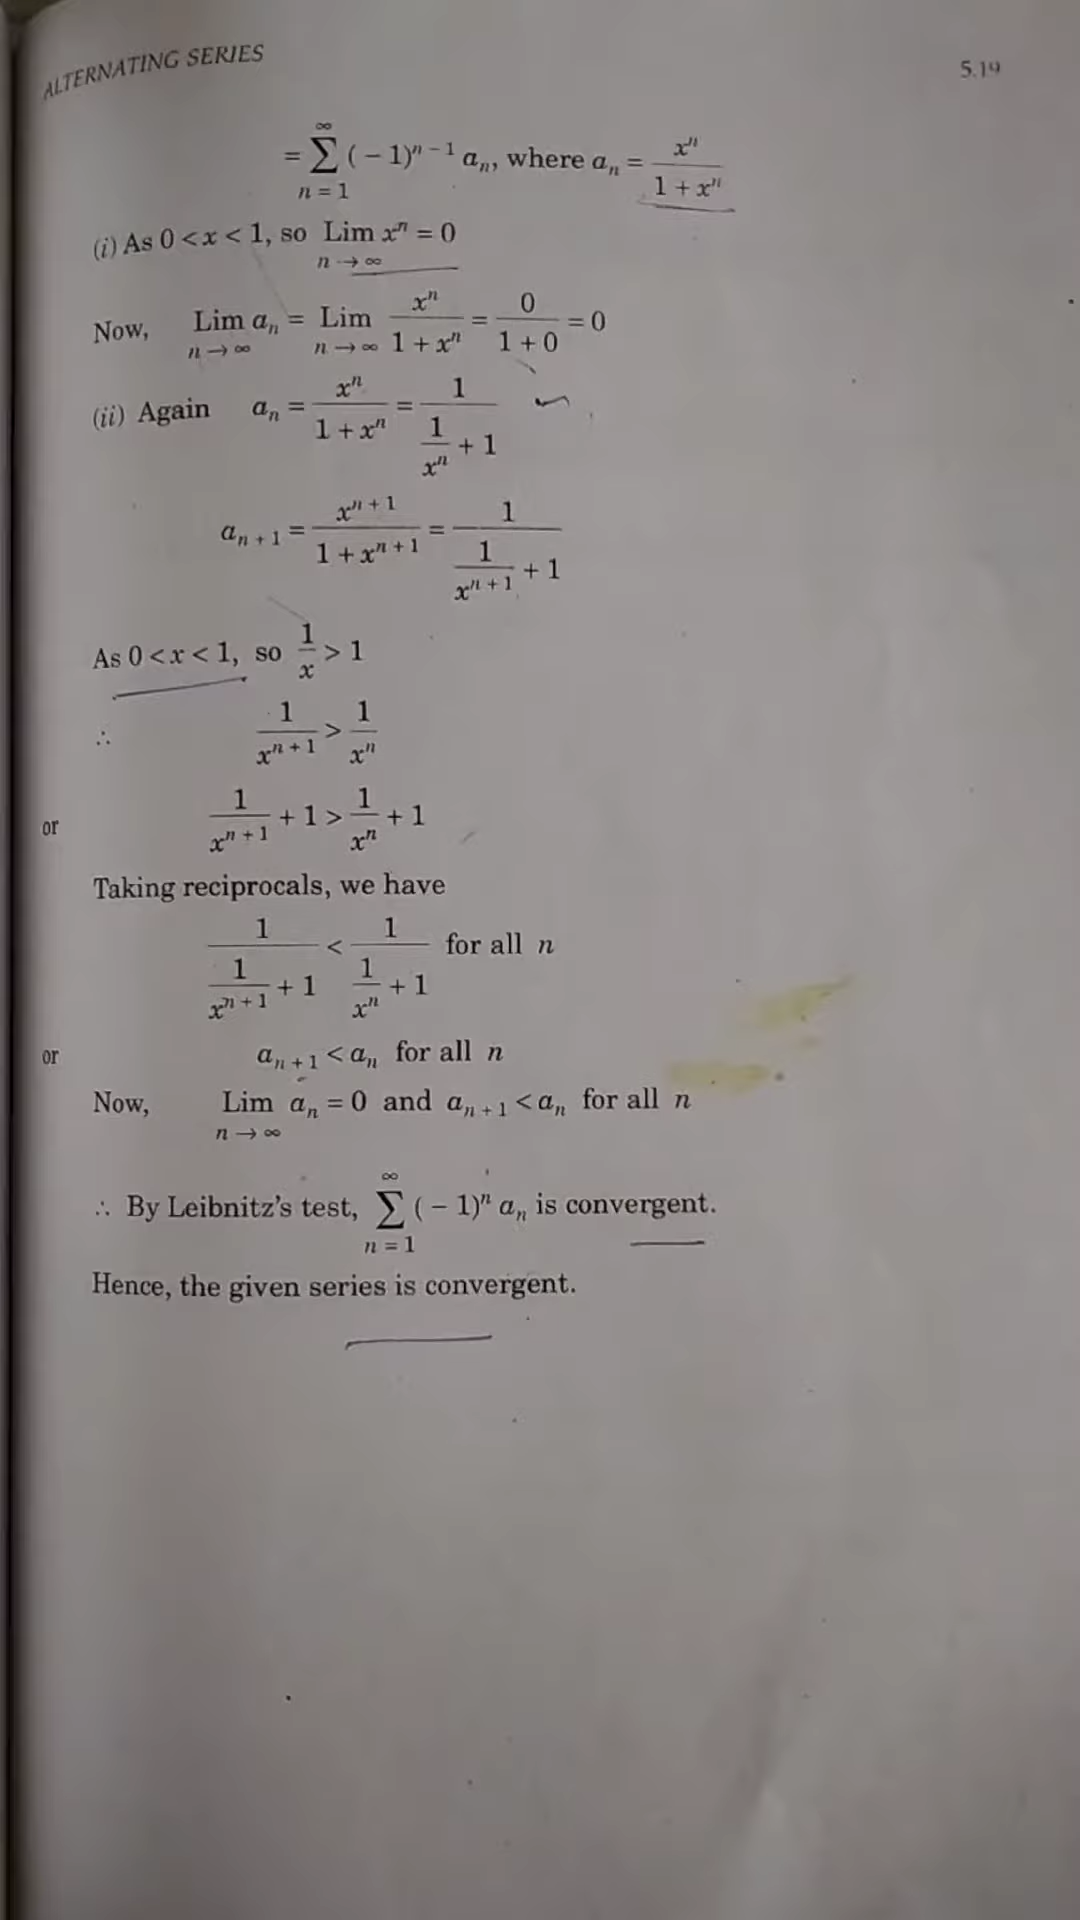 ALTERNATING SERIES 5.19
= ∑_{n = 1}^{∞} (– 1)^{n – 1} a_n, where a_n = x^n / (1 + x^n)
(i) As 0 < x < 1, so Lim_{n → ∞} x^n = 0
Now, Lim_{n → ∞} a_n = Lim_{n → ∞} x^n / (1 + x^n) = 0 / (1 + 0) = 0
(ii) Again a_n = x^n / (1 + x^n) = 1 / (1/x^n + 1)
a_{n + 1} = x^{n + 1} / (1 + x^{n + 1}) = 1 / (1/x^{n + 1} + 1)
As 0 < x < 1, so 1/x > 1
∴ 1/x^{n + 1} > 1/x^n
or 1/x^{n + 1} + 1 > 1/x^n + 1
Taking reciprocals, we have
1 / (1/x^{n + 1} + 1) < 1 / (1/x^n + 1) for all n
or a_{n + 1} < a_n for all n
Now, Lim_{n → ∞} a_n = 0 and a_{n + 1} < a_n for all n
∴ By Leibnitz's test, ∑_{n = 1}^{∞} (– 1)^n a_n is convergent.
Hence, the given series is convergent.